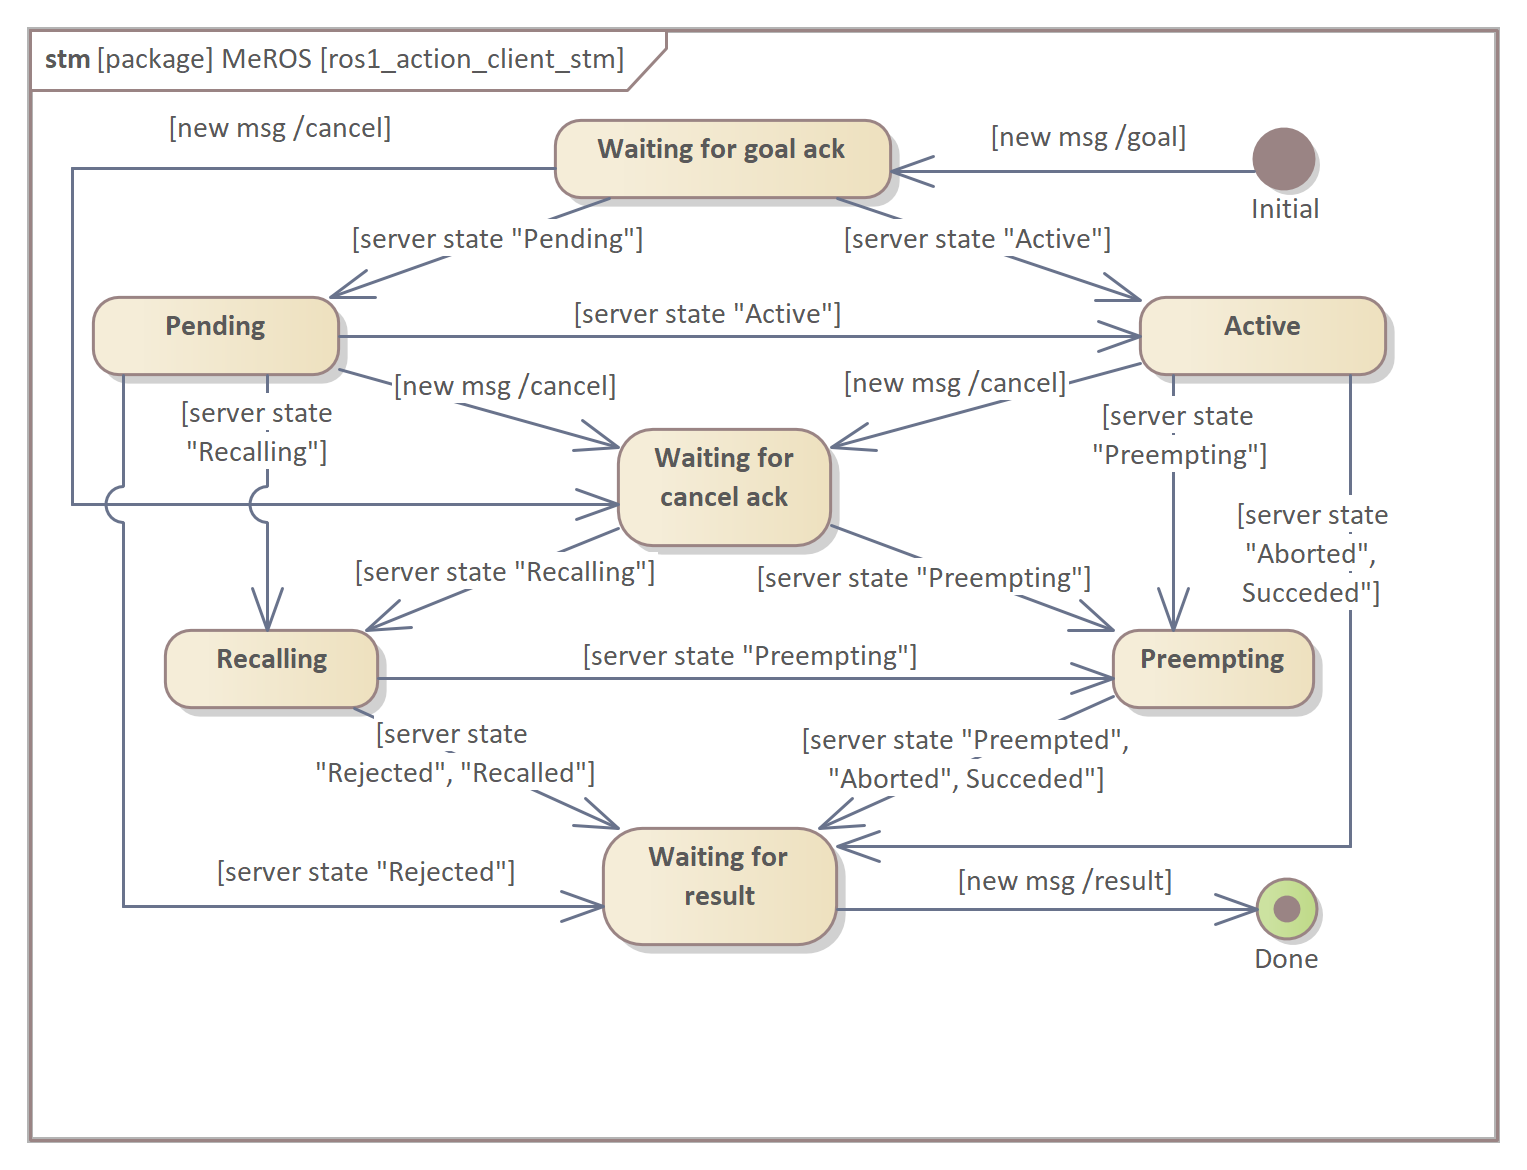 stm [package] MeROS [ros1_action_client_stm]
[new msg /cancel]
Waiting for goal ack
[new msg /goal]
Initial
[server state "Pending"]
[server state "Active"]
Pending
[server state "Active"]
Active
[new msg /cancel]
[new msg /cancel]
[server state
"Recalling"]
[server state
"Preempting"]
Waiting for
cancel ack
[server state
"Aborted",
Succeded"]
[server state "Recalling"]
[server state "Preempting"]
Recalling
[server state "Preempting"]
Preempting
[server state
"Rejected", "Recalled"]
[server state "Preempted",
"Aborted", Succeded"]
Waiting for
result
[server state "Rejected"]
[new msg /result]
Done